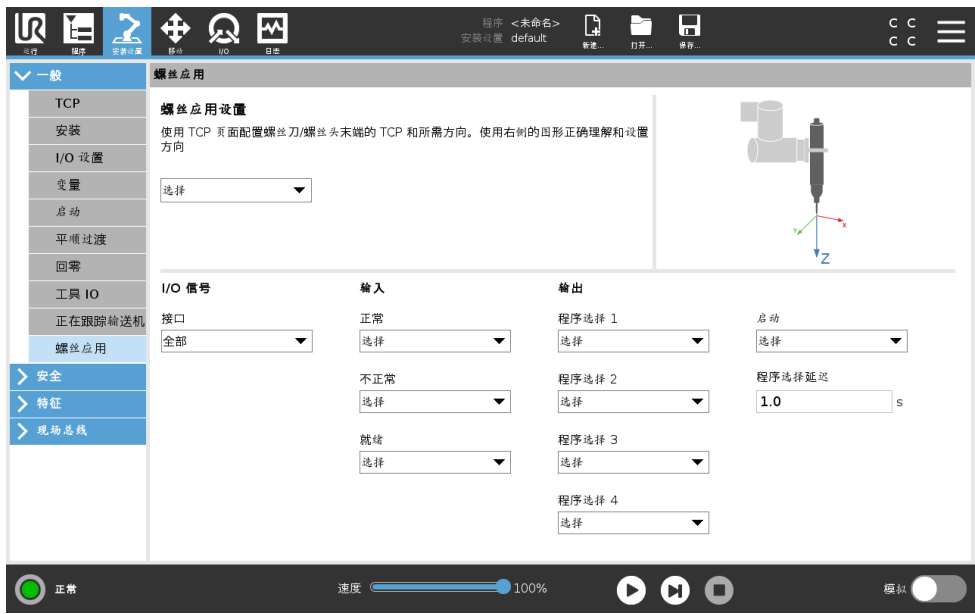 程序 <未命名>
安装设置 default
C C
C C
UR
运行
程序
安装设置
移动
I/O
日志
新建...
打开...
保存...
一般
TCP
安装
I/O 设置
变量
启动
平顺过渡
回零
工具 IO
正在跟踪输送机
螺丝应用
安全
特征
现场总线
螺丝应用
螺丝应用设置
使用 TCP 页面配置螺丝刀/螺丝头末端的 TCP 和所需方向。使用右侧的图形正确理解和设置
方向
选择
Y
X
Z
I/O 信号
接口
全部
输入
正常
选择
不正常
选择
就绪
选择
输出
程序选择 1
选择
程序选择 2
选择
程序选择 3
选择
程序选择 4
选择
启动
选择
程序选择延迟
1.0 s
正常
速度 100%
模拟